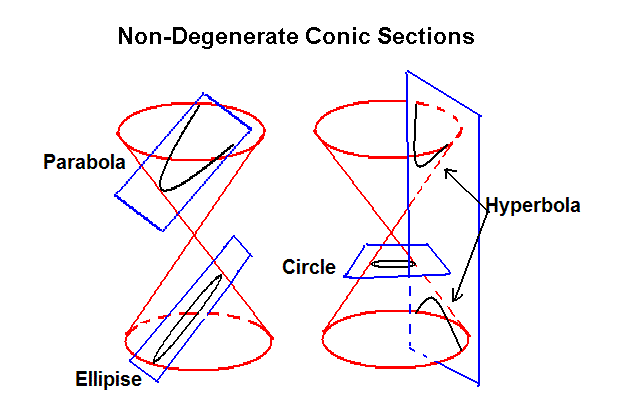 Non-Degenerate Conic Sections
Parabola
Hyperbola
Circle
Ellipise